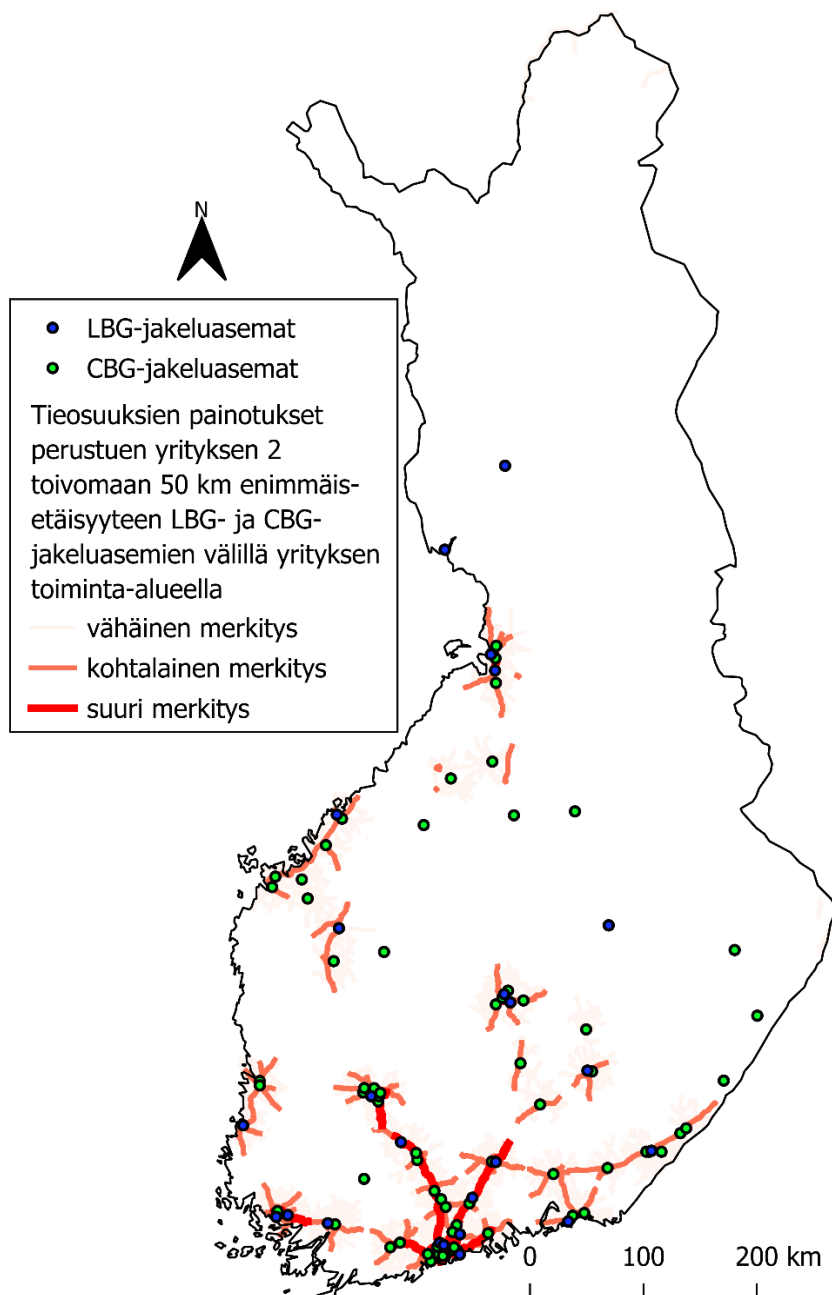 N
LBG-jakeluasemat
CBG-jakeluasemat
Tieosuuksien painotukset
perustuen yrityksen 2
toivomaan 50 km enimmäis-
etäisyyteen LBG- ja CBG-
jakeluasemien välillä yrityksen
toiminta-alueella
vähäinen merkitys
kohtalainen merkitys
suuri merkitys
0 100 200 km